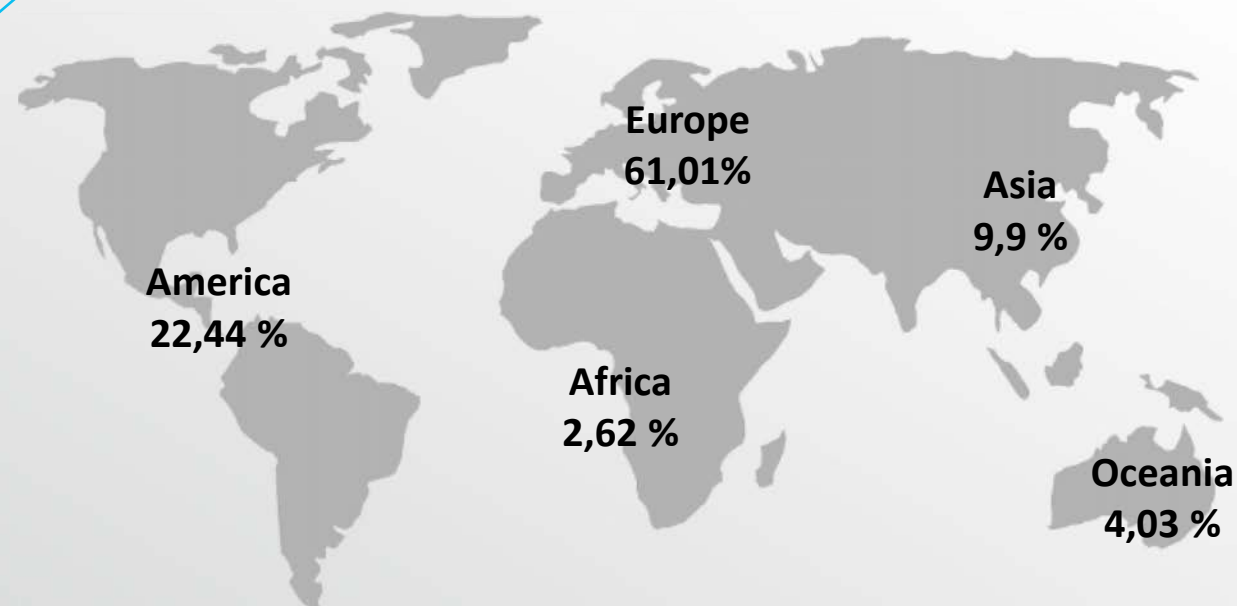 Europe
61,01%
Asia
9,9 %
America
22,44 %
Africa
2,62 %
Oceania
4,03 %